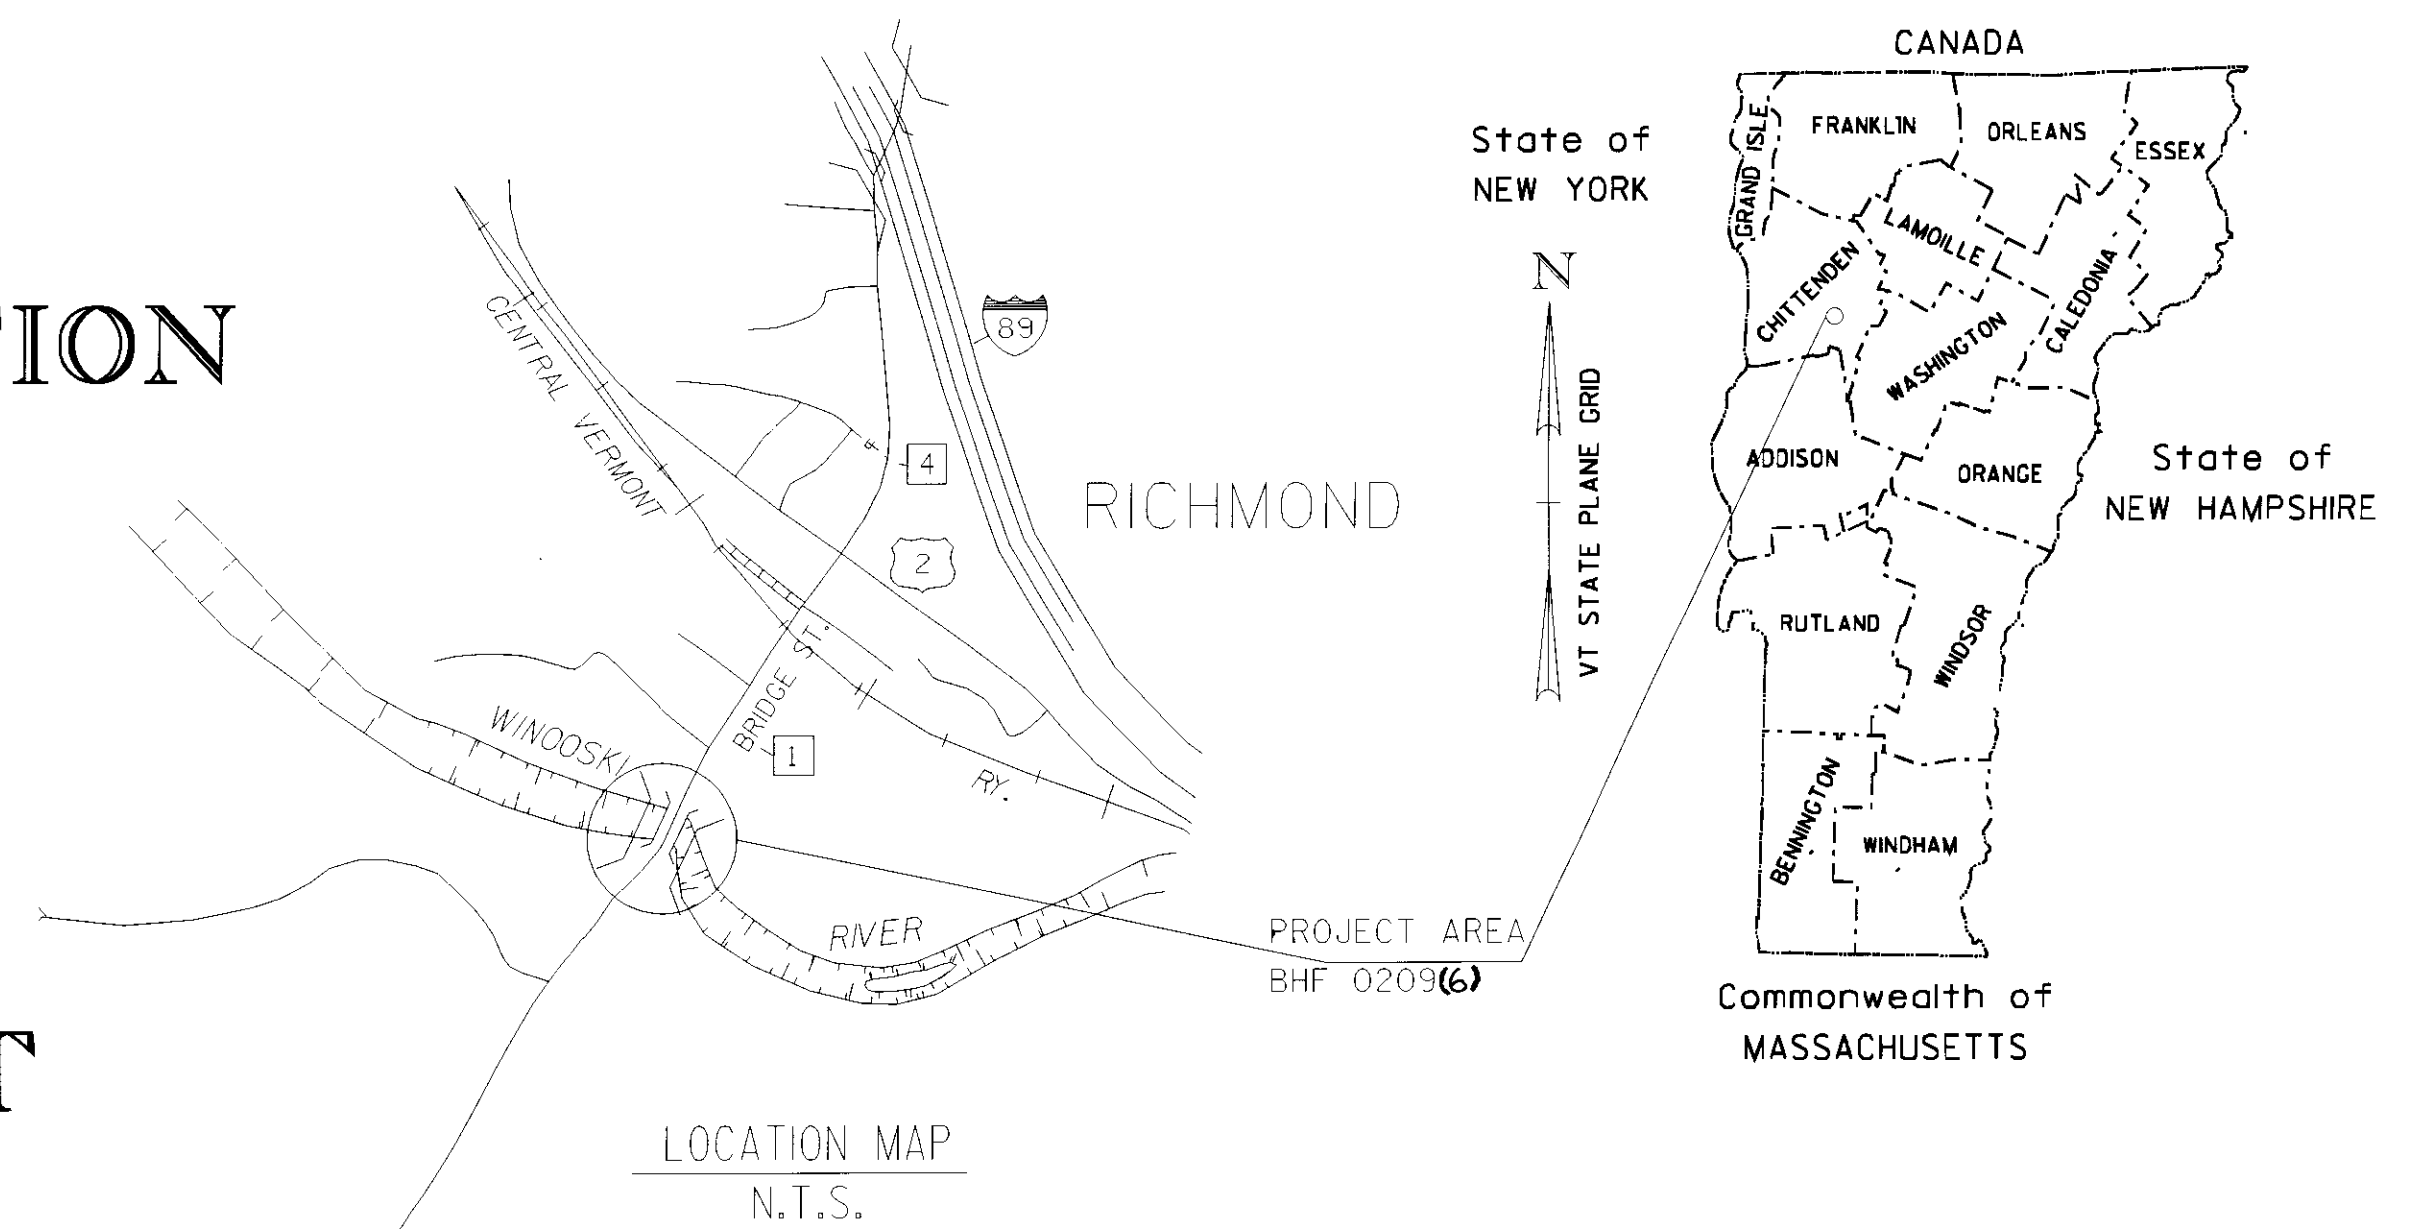 TION
T
CENTRAL VERMONT
RY.
89
4
2
RICHMOND
BRIDGE ST.
1
WINOOSKI
RIVER
PROJECT AREA
BHF 0209(6)
LOCATION MAP
N.T.S.
N
VT STATE PLANE GRID
CANADA
State of
NEW YORK
GRAND ISLE
FRANKLIN
ORLEANS
ESSEX
LAMOILLE
CHITTENDEN
CALEDONIA
WASHINGTON
ADDISON
ORANGE
State of
NEW HAMPSHIRE
RUTLAND
WINDSOR
BENNINGTON
WINDHAM
Commonwealth of
MASSACHUSETTS